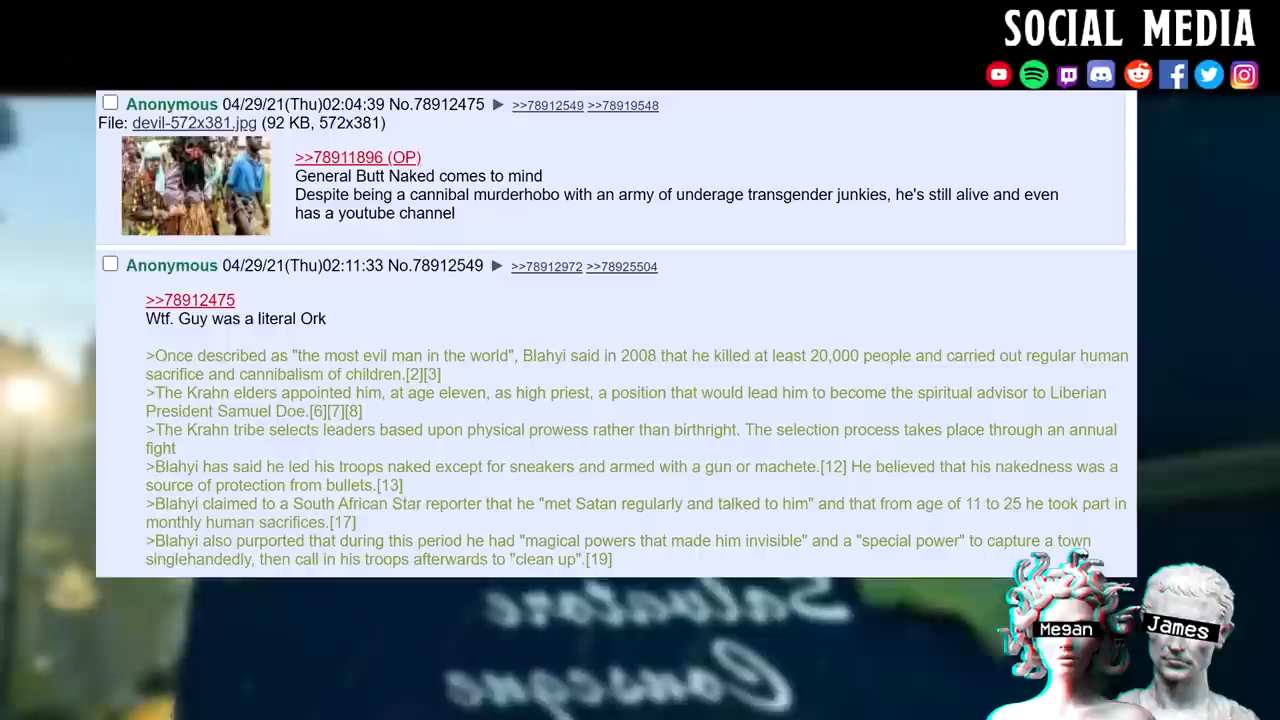 SOCIAL MEDIA
Anonymous 04/29/21(Thu)02:04:39 No.78912475 ▶ >>78912549 >>78919548
File: devil-572x381.jpg (92 KB, 572x381)
>>78911896 (OP)
General Butt Naked comes to mind
Despite being a cannibal murderhobo with an army of underage transgender junkies, he's still alive and even
has a youtube channel
Anonymous 04/29/21(Thu)02:11:33 No.78912549 ▶ >>78912972 >>78925504
>>78912475
Wtf. Guy was a literal Ork
>Once described as "the most evil man in the world", Blahyi said in 2008 that he killed at least 20,000 people and carried out regular human
sacrifice and cannibalism of children.[2][3]
>The Krahn elders appointed him, at age eleven, as high priest, a position that would lead him to become the spiritual advisor to Liberian
President Samuel Doe.[6][7][8]
>The Krahn tribe selects leaders based upon physical prowess rather than birthright. The selection process takes place through an annual
fight
>Blahyi has said he led his troops naked except for sneakers and armed with a gun or machete.[12] He believed that his nakedness was a
source of protection from bullets.[13]
>Blahyi claimed to a South African Star reporter that he "met Satan regularly and talked to him" and that from age of 11 to 25 he took part in
monthly human sacrifices.[17]
>Blahyi also purported that during this period he had "magical powers that made him invisible" and a "special power" to capture a town
singlehandedly, then call in his troops afterwards to "clean up".[19]
Salvatore
Consegno
Megan
James